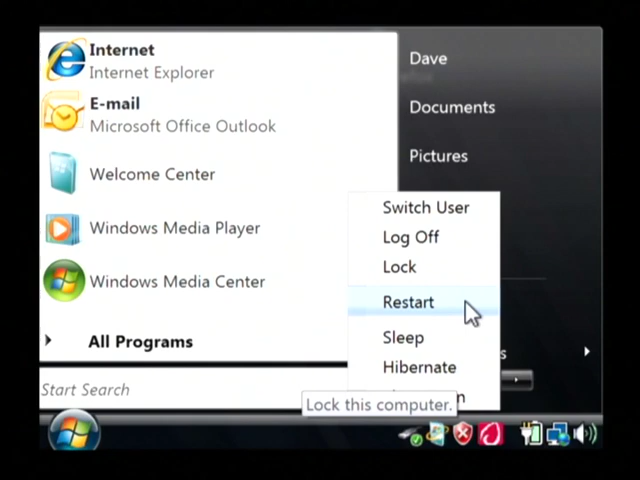 Internet
Internet Explorer
E-mail
Microsoft Office Outlook
Welcome Center
Windows Media Player
Windows Media Center
All Programs
Start Search
Dave
Documents
Pictures
Switch User
Log Off
Lock
Restart
Sleep
Hibernate
Lock this computer.